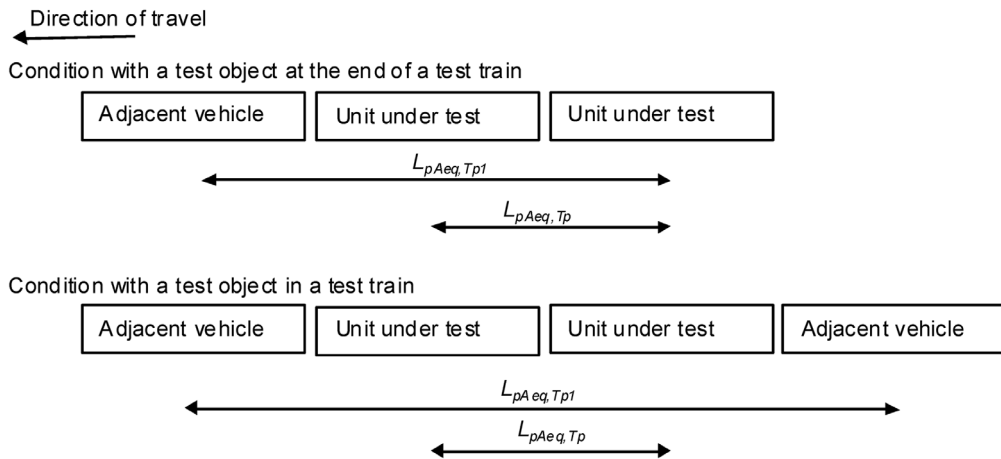 Direction of travel
Condition with a test object at the end of a test train
Adjacent vehicle Unit under test Unit under test
LpAeq,Tp1
LpAeq,Tp
Condition with a test object in a test train
Adjacent vehicle Unit under test Unit under test Adjacent vehicle
LpAeq,Tp1
LpAeq,Tp